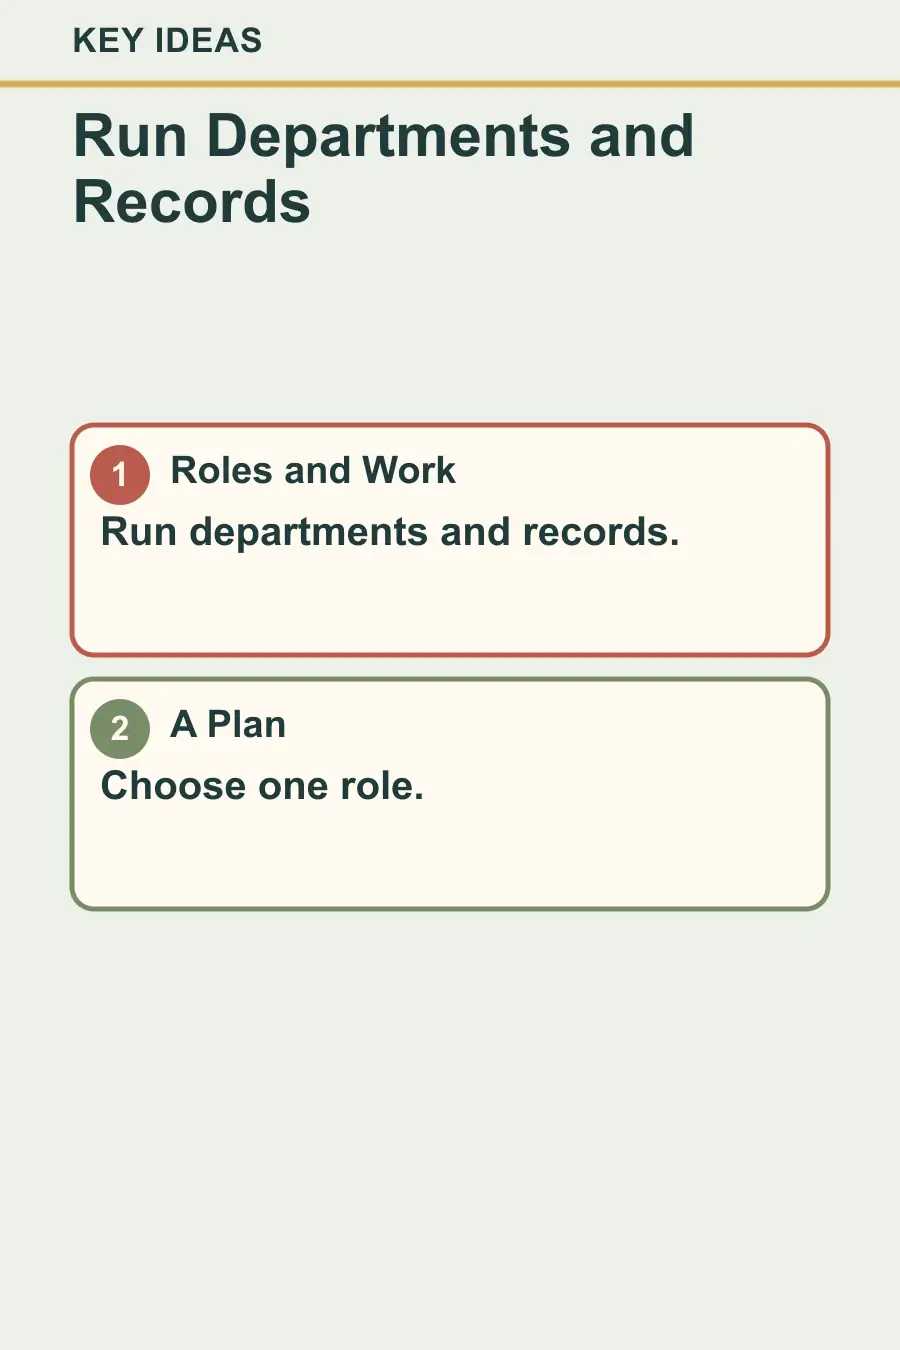 KEY IDEAS
Run Departments and
Records
1 Roles and Work
Run departments and records.
2 A Plan
Choose one role.